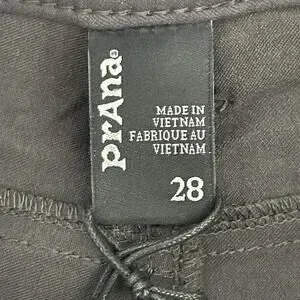 prAna®
MADE IN
VIETNAM
FABRIQUE AU
VIETNAM
28